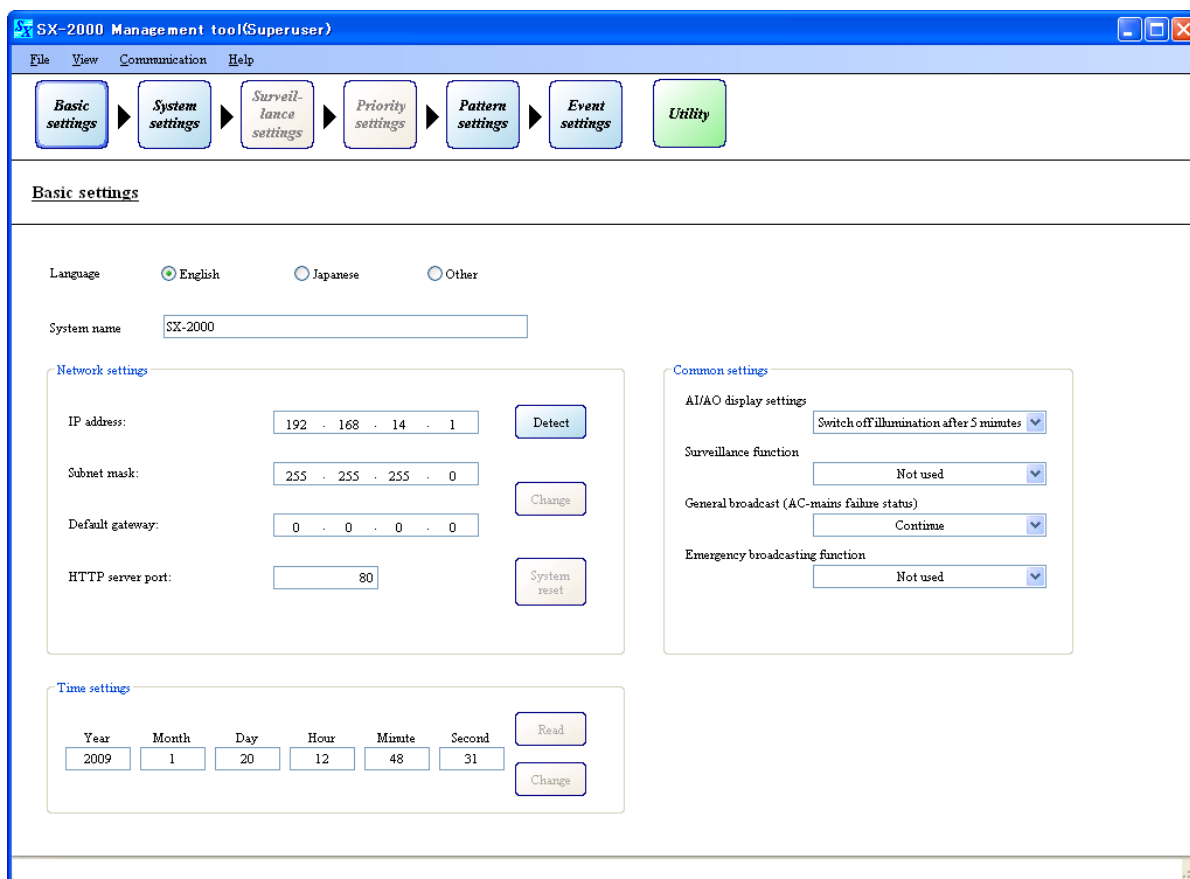 SX SX-2000 Management tool(Superuser)
File View Communication Help
Basic
settings
System
settings
Surveil-
lance
settings
Priority
settings
Pattern
settings
Event
settings
Utility
Basic settings
Language English Japanese Other
System name SX-2000
Network settings
IP address: 192 . 168 . 14 . 1 Detect
Subnet mask: 255 . 255 . 255 . 0
Change
Default gateway: 0 . 0 . 0 . 0
HTTP server port: 80
System
reset
Common settings
AI/AO display settings
Switch off illumination after 5 minutes
Surveillance function
Not used
General broadcast (AC-mains failure status)
Continue
Emergency broadcasting function
Not used
Time settings
Year Month Day Hour Minute Second
2009 1 20 12 48 31
Read
Change